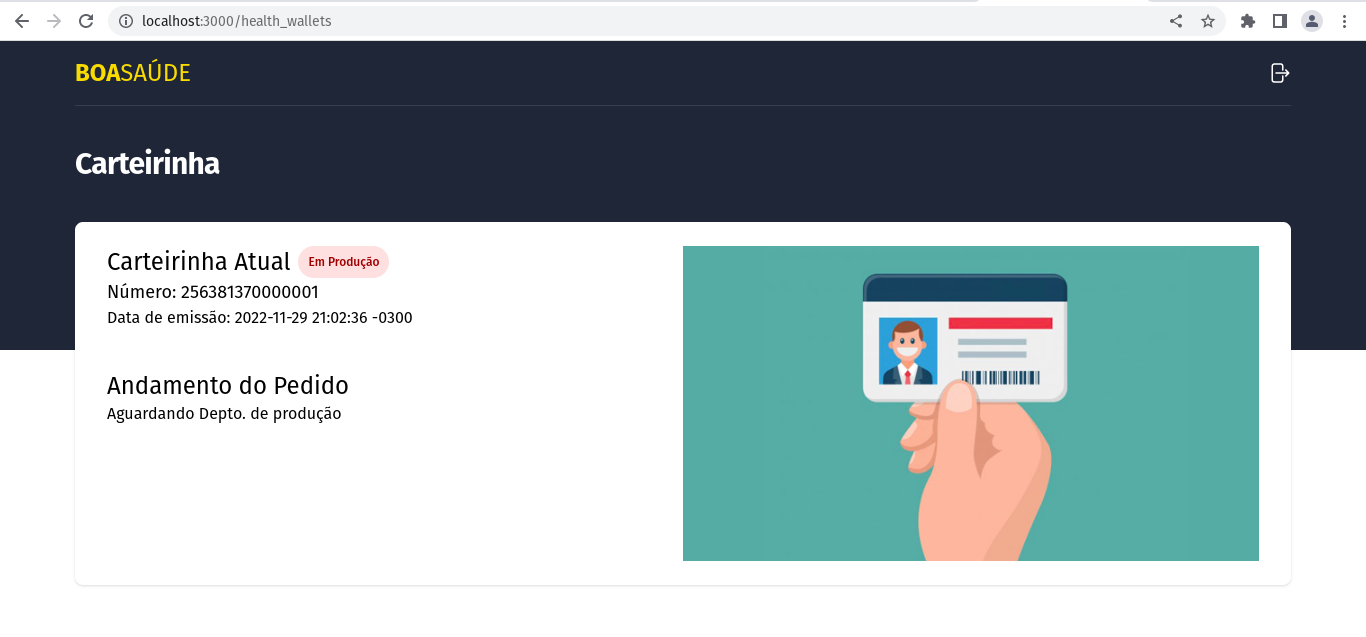 localhost:3000/health_wallets
BOASAÚDE
Carteirinha
Carteirinha Atual Em Produção
Número: 256381370000001
Data de emissão: 2022-11-29 21:02:36 -0300
Andamento do Pedido
Aguardando Depto. de produção